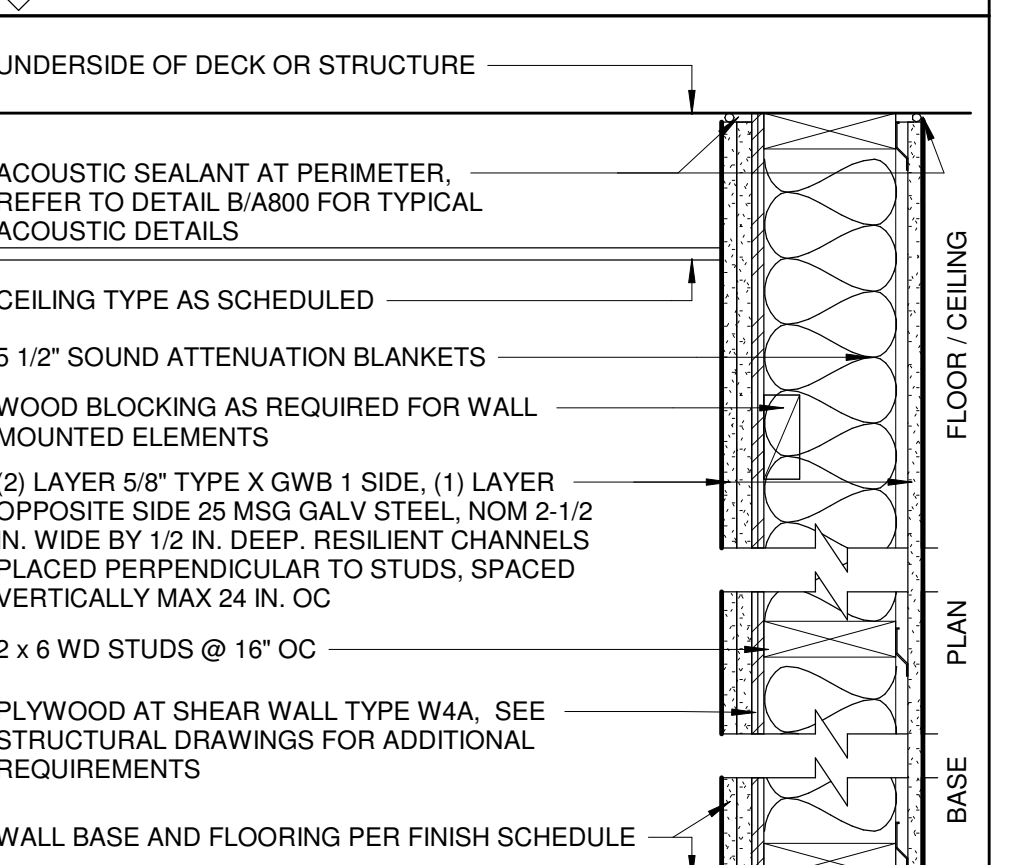 UNDERSIDE OF DECK OR STRUCTURE
ACOUSTIC SEALANT AT PERIMETER,
REFER TO DETAIL B/A800 FOR TYPICAL
ACOUSTIC DETAILS
CEILING TYPE AS SCHEDULED
5 1/2" SOUND ATTENUATION BLANKETS
WOOD BLOCKING AS REQUIRED FOR WALL
MOUNTED ELEMENTS
(2) LAYER 5/8" TYPE X GWB 1 SIDE, (1) LAYER
OPPOSITE SIDE 25 MSG GALV STEEL, NOM 2-1/2
IN. WIDE BY 1/2 IN. DEEP. RESILIENT CHANNELS
PLACED PERPENDICULAR TO STUDS, SPACED
VERTICALLY MAX 24 IN. OC
2 x 6 WD STUDS @ 16" OC
PLYWOOD AT SHEAR WALL TYPE W4A, SEE
STRUCTURAL DRAWINGS FOR ADDITIONAL
REQUIREMENTS
WALL BASE AND FLOORING PER FINISH SCHEDULE
FLOOR / CEILING
PLAN
BASE